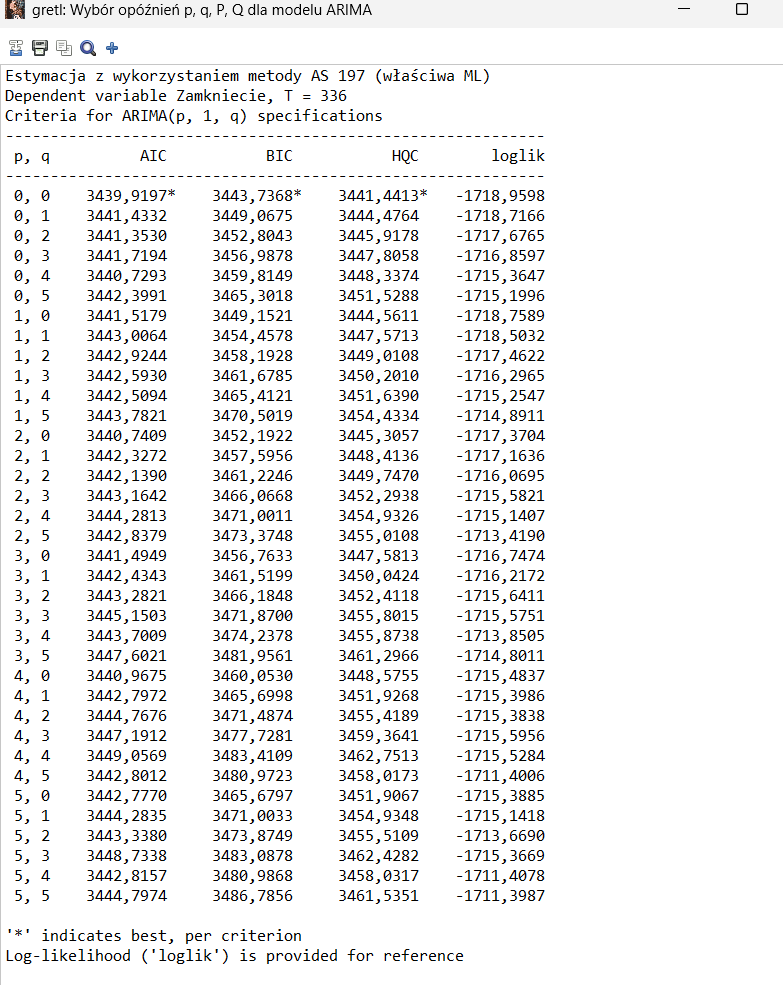 gretl: Wybór opóźnień p, q, P, Q dla modelu ARIMA
Estymacja z wykorzystaniem metody AS 197 (właściwa ML)
Dependent variable Zamkniecie, T = 336
Criteria for ARIMA(p, 1, q) specifications
------------------------------------------------------------
p, q AIC BIC HQC loglik
------------------------------------------------------------
0, 0 3439,9197* 3443,7368* 3441,4413* -1718,9598
0, 1 3441,4332 3449,0675 3444,4764 -1718,7166
0, 2 3441,3530 3452,8043 3445,9178 -1717,6765
0, 3 3441,7194 3456,9878 3447,8058 -1716,8597
0, 4 3440,7293 3459,8149 3448,3374 -1715,3647
0, 5 3442,3991 3465,3018 3451,5288 -1715,1996
1, 0 3441,5179 3449,1521 3444,5611 -1718,7589
1, 1 3443,0064 3454,4578 3447,5713 -1718,5032
1, 2 3442,9244 3458,1928 3449,0108 -1717,4622
1, 3 3442,5930 3461,6785 3450,2010 -1716,2965
1, 4 3442,5094 3465,4121 3451,6390 -1715,2547
1, 5 3443,7821 3470,5019 3454,4334 -1714,8911
2, 0 3440,7409 3452,1922 3445,3057 -1717,3704
2, 1 3442,3272 3457,5956 3448,4136 -1717,1636
2, 2 3442,1390 3461,2246 3449,7470 -1716,0695
2, 3 3443,1642 3466,0668 3452,2938 -1715,5821
2, 4 3444,2813 3471,0011 3454,9326 -1715,1407
2, 5 3442,8379 3473,3748 3455,0108 -1713,4190
3, 0 3441,4949 3456,7633 3447,5813 -1716,7474
3, 1 3442,4343 3461,5199 3450,0424 -1716,2172
3, 2 3443,2821 3466,1848 3452,4118 -1715,6411
3, 3 3445,1503 3471,8700 3455,8015 -1715,5751
3, 4 3443,7009 3474,2378 3455,8738 -1713,8505
3, 5 3447,6021 3481,9561 3461,2966 -1714,8011
4, 0 3440,9675 3460,0530 3448,5755 -1715,4837
4, 1 3442,7972 3465,6998 3451,9268 -1715,3986
4, 2 3444,7676 3471,4874 3455,4189 -1715,3838
4, 3 3447,1912 3477,7281 3459,3641 -1715,5956
4, 4 3449,0569 3483,4109 3462,7513 -1715,5284
4, 5 3442,8012 3480,9723 3458,0173 -1711,4006
5, 0 3442,7770 3465,6797 3451,9067 -1715,3885
5, 1 3444,2835 3471,0033 3454,9348 -1715,1418
5, 2 3443,3380 3473,8749 3455,5109 -1713,6690
5, 3 3448,7338 3483,0878 3462,4282 -1715,3669
5, 4 3442,8157 3480,9868 3458,0317 -1711,4078
5, 5 3444,7974 3486,7856 3461,5351 -1711,3987
'*' indicates best, per criterion
Log-likelihood ('loglik') is provided for reference